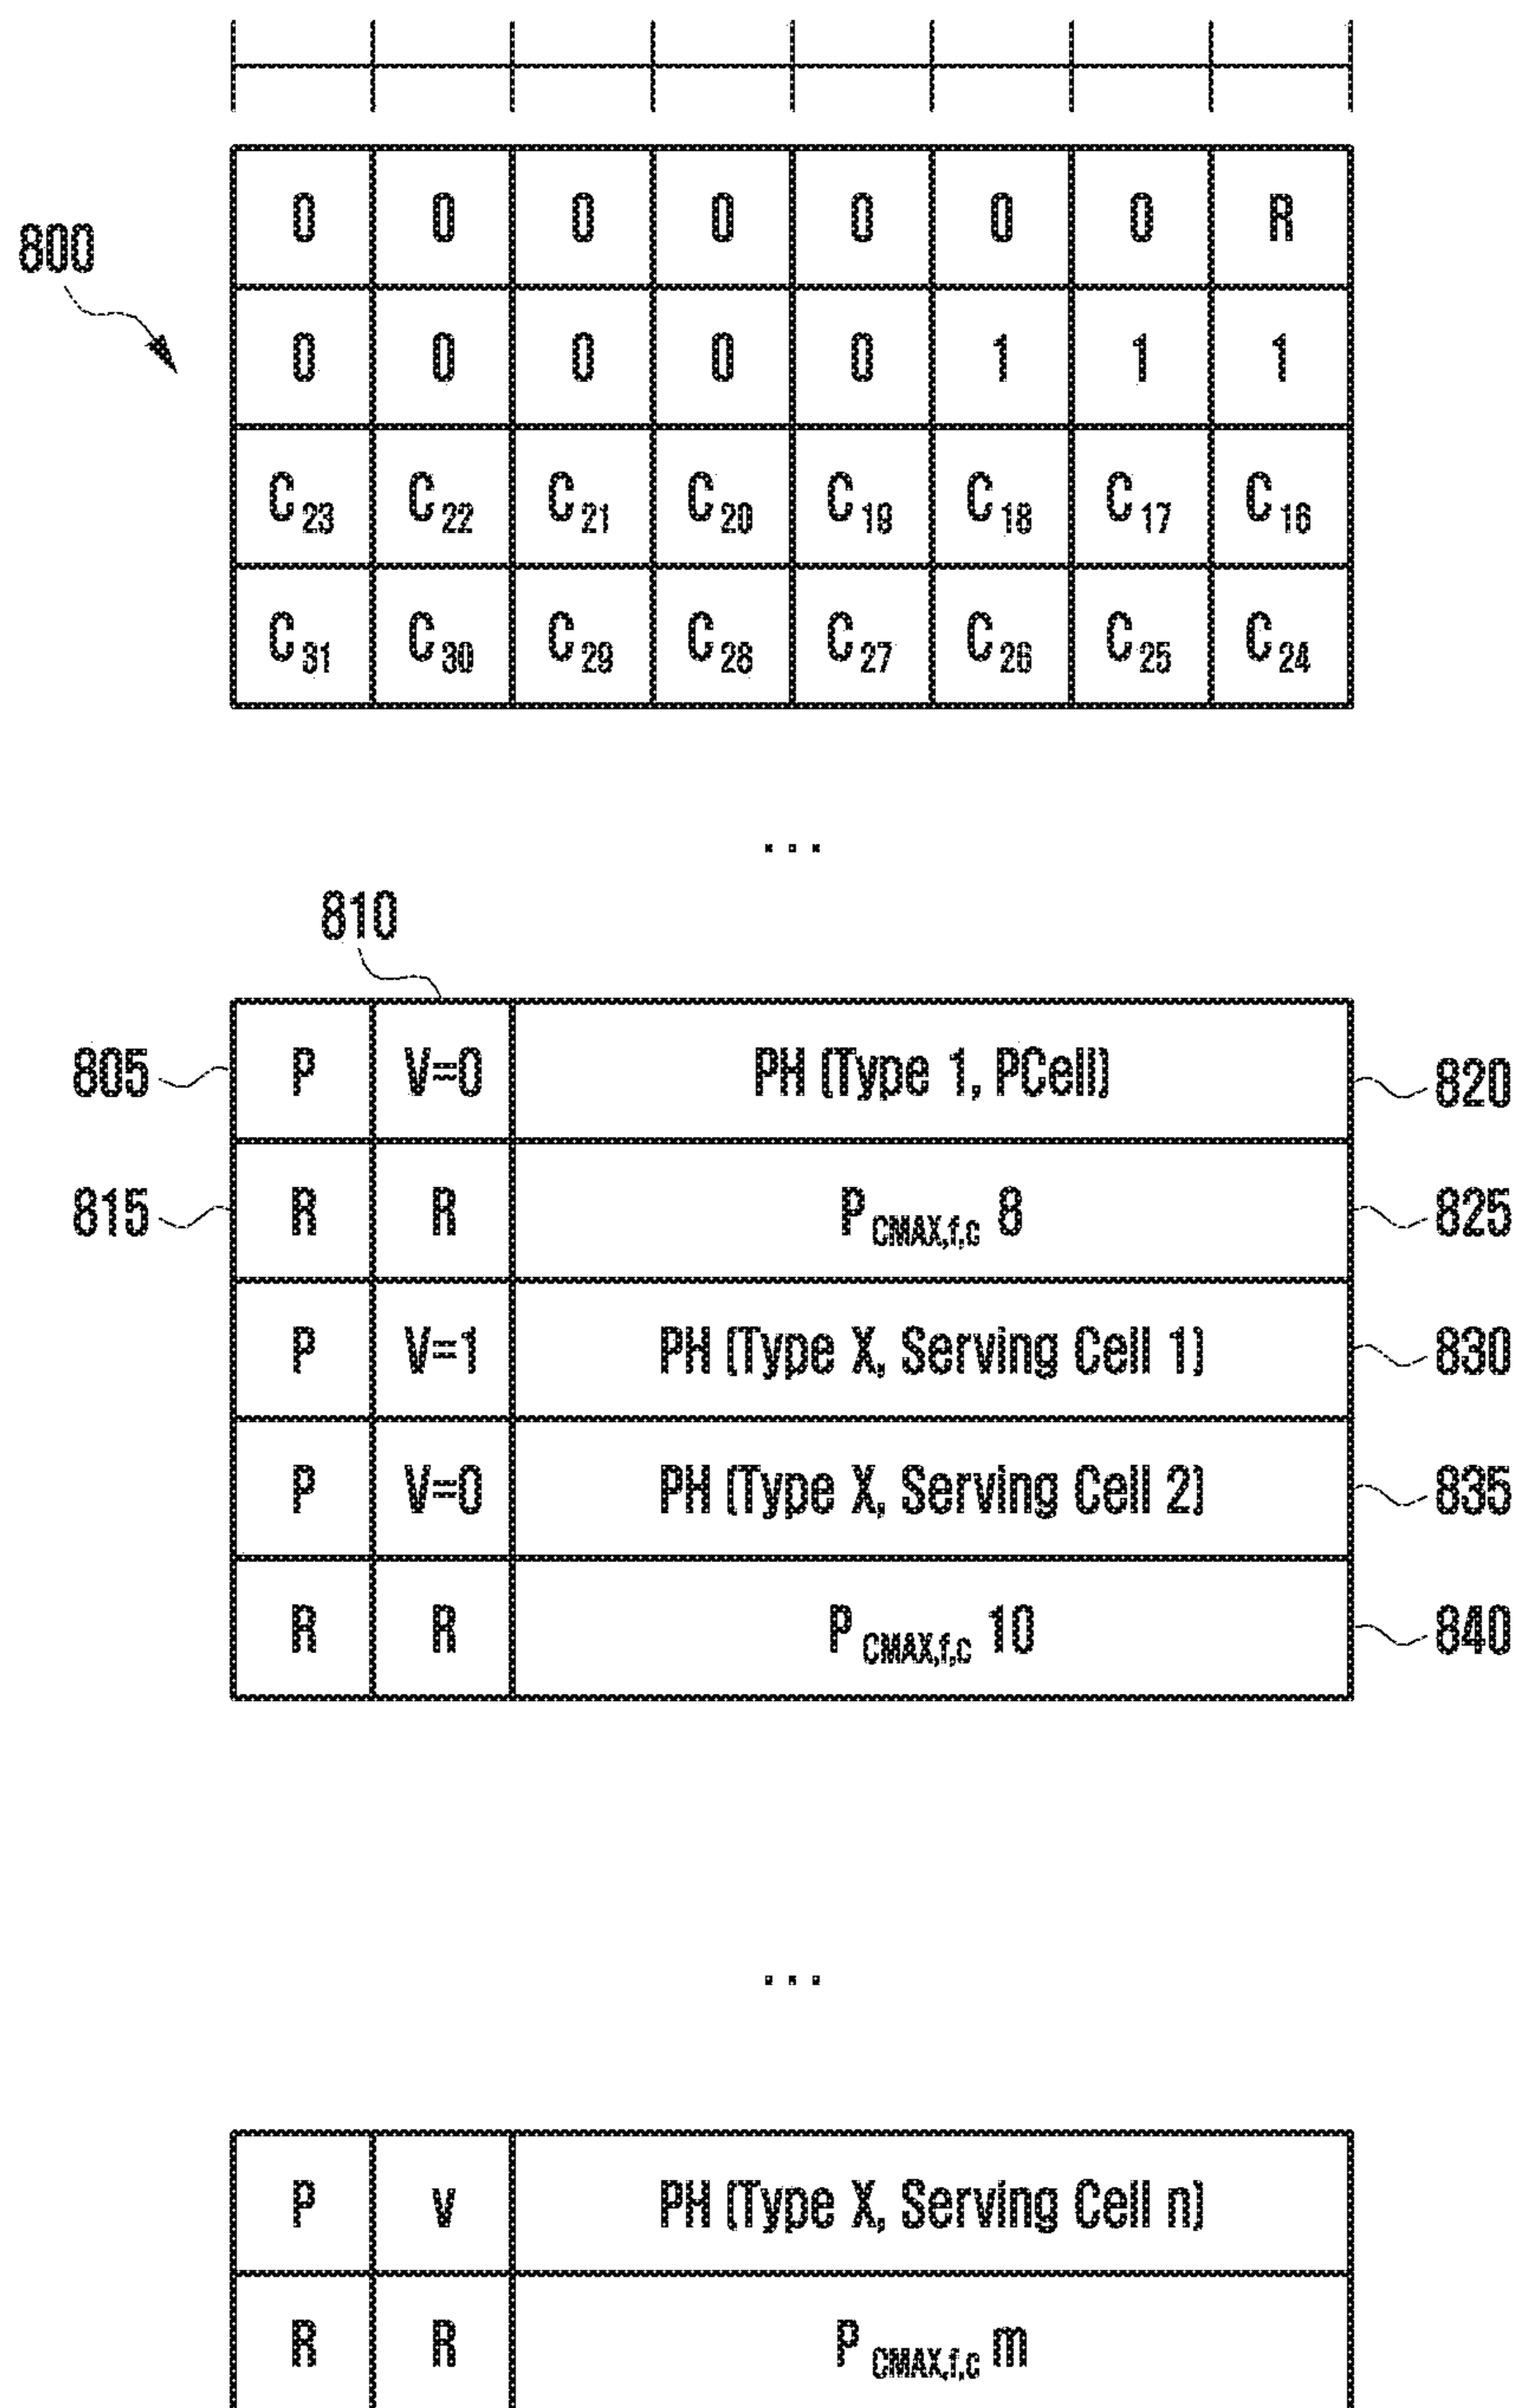 0 0 0 0 0 0 0 R
800
0 0 0 0 0 1 1 1
C23 C22 C21 C20 C19 C18 C17 C16
C31 C30 C29 C28 C27 C26 C25 C24
...
810
805 P V=0 PH (Type 1, PCell) 820
815 R R PCMAX,f,c 8 825
P V=1 PH (Type X, Serving Cell 1) 830
P V=0 PH (Type X, Serving Cell 2) 835
R R PCMAX,f,c 10 840
...
P V PH (Type X, Serving Cell n)
R R PCMAX,f,c m